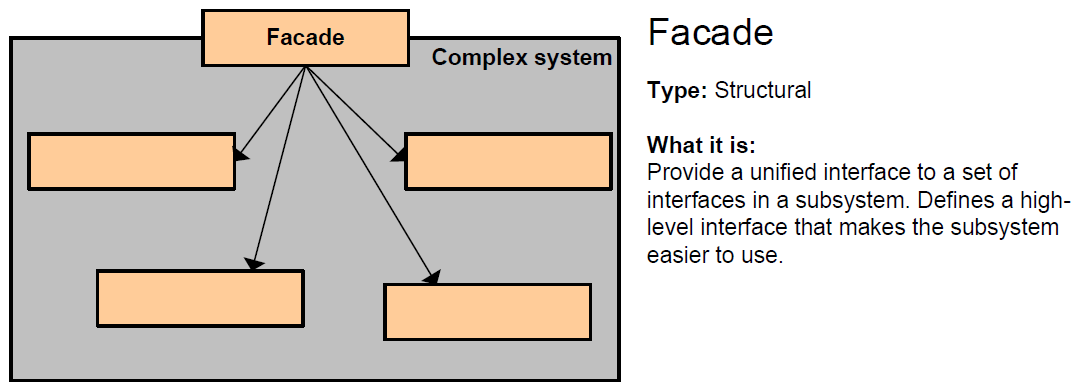 Facade
Complex system
Facade
Type: Structural
What it is:
Provide a unified interface to a set of
interfaces in a subsystem. Defines a high-
level interface that makes the subsystem
easier to use.